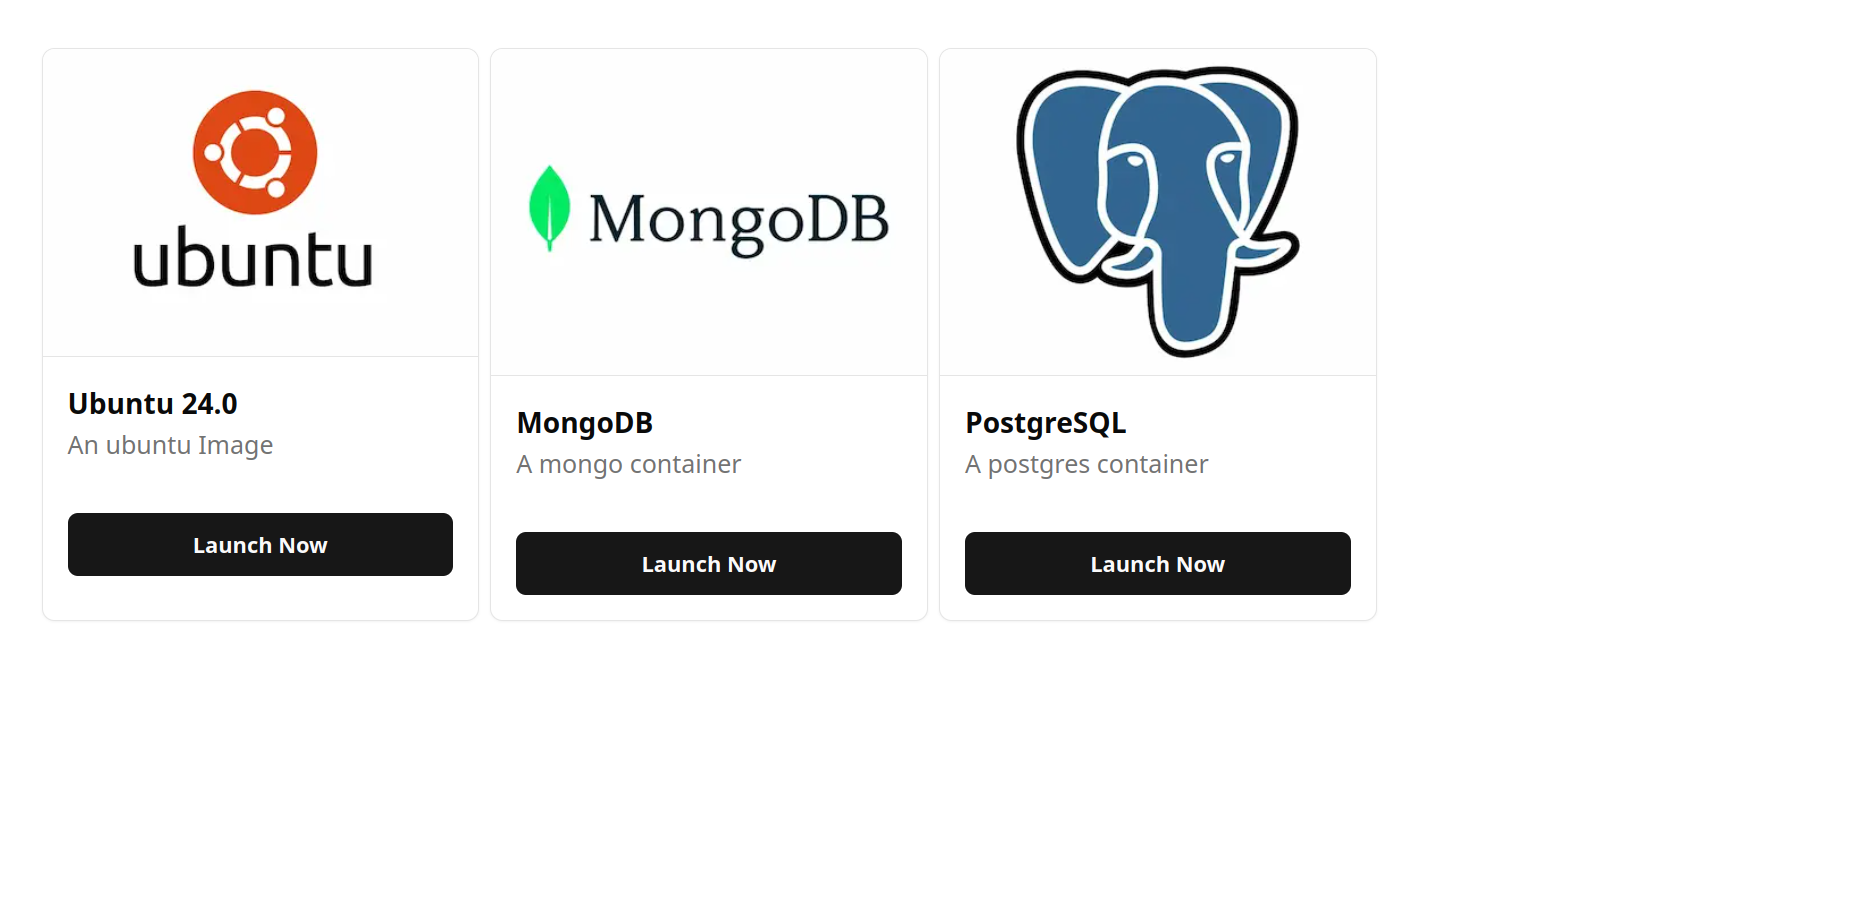 ubuntu
Ubuntu 24.0
An ubuntu Image
Launch Now
MongoDB
MongoDB
A mongo container
Launch Now
PostgreSQL
A postgres container
Launch Now